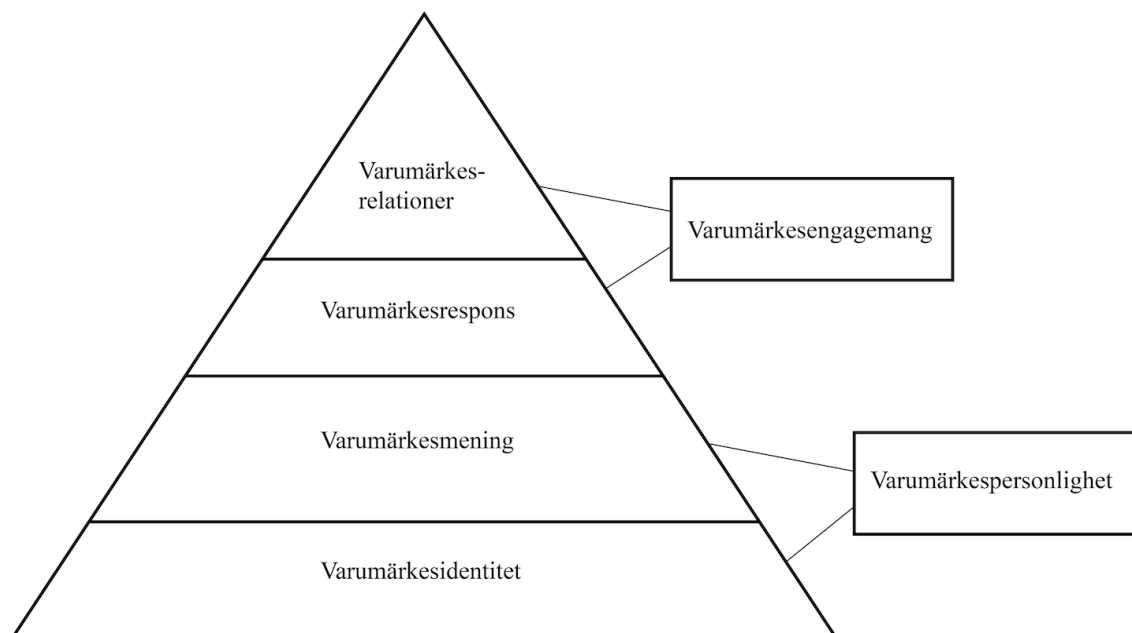 Varumärkes-
relationer
Varumärkesengagemang
Varumärkesrespons
Varumärkesmening
Varumärkespersonlighet
Varumärkesidentitet